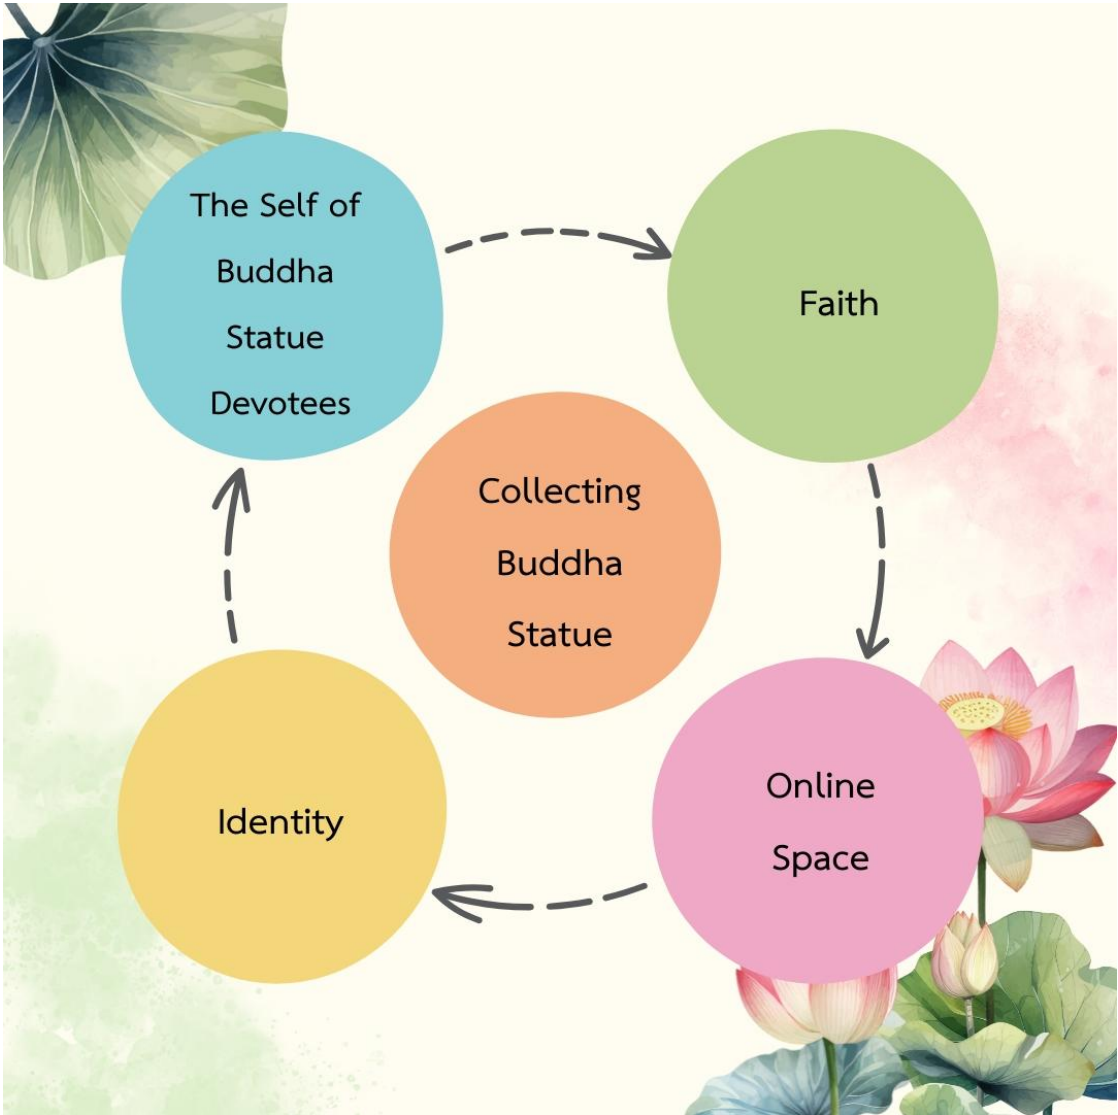 The Self of
Buddha
Statue
Devotees
Faith
Collecting
Buddha
Statue
Online
Space
Identity